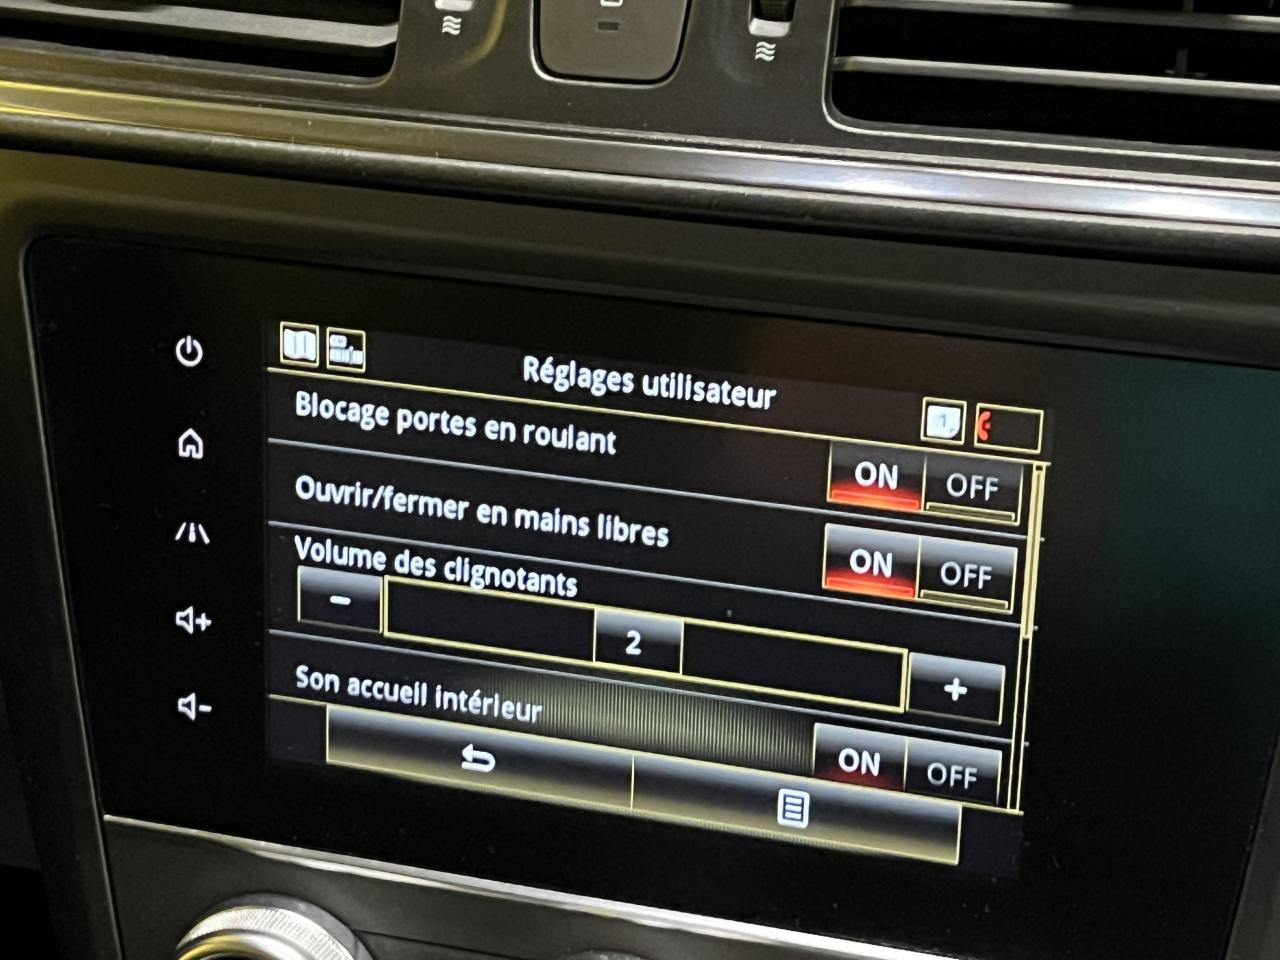 Réglages utilisateur
1
Blocage portes en roulant
ON OFF
Ouvrir/fermer en mains libres
ON OFF
Volume des clignotants
- 2 +
Son accueil intérieur
ON OFF